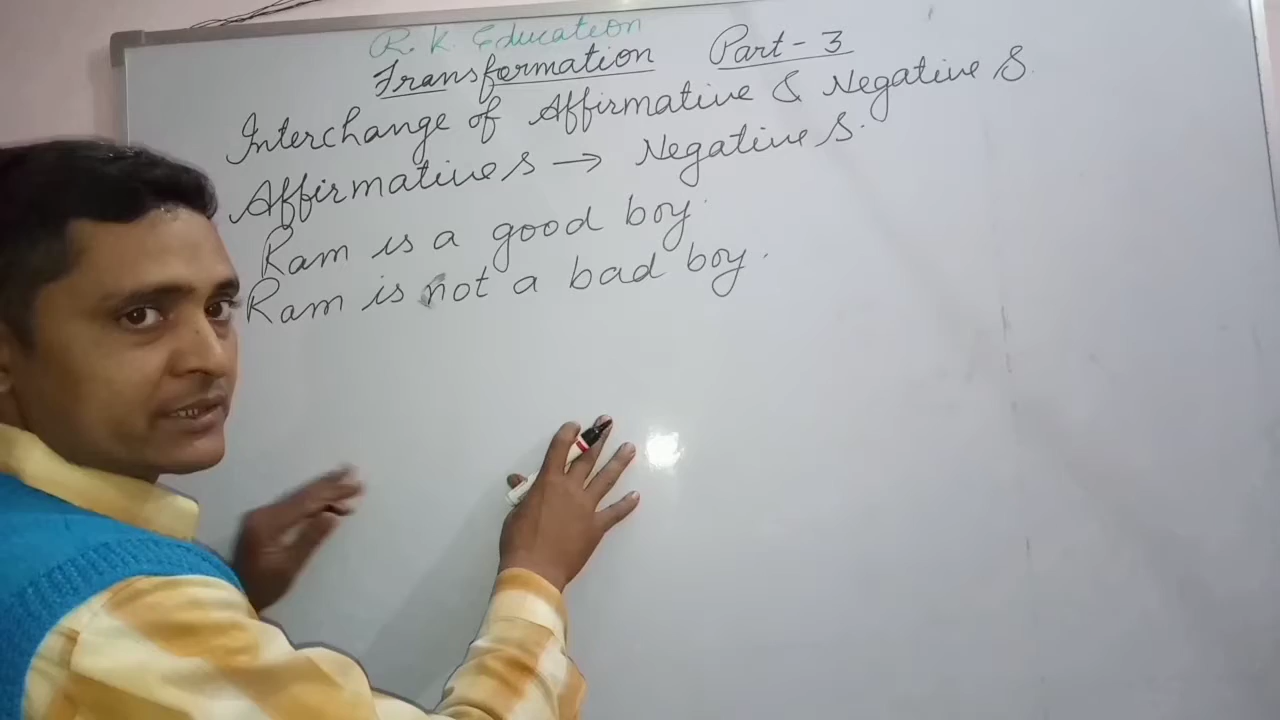 R. K. Education
Transformation Part-3
Interchange of Affirmative & Negative S.
Affirmative S → Negative S.
Ram is a good boy.
Ram is not a bad boy.